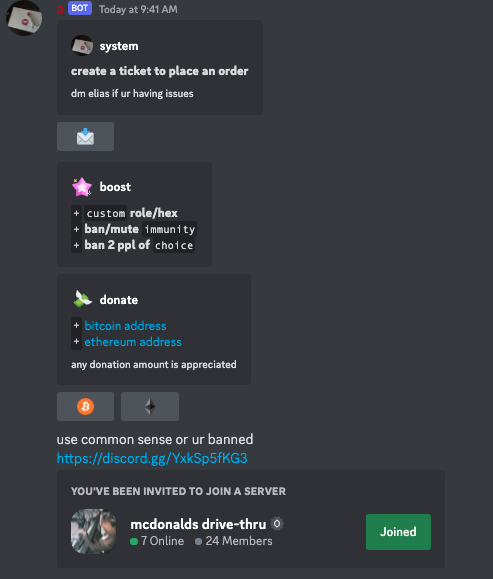 BOT Today at 9:41 AM
system
create a ticket to place an order
dm elias if ur having issues
boost
+ custom role/hex
+ ban/mute immunity
+ ban 2 ppl of choice
donate
+ bitcoin address
+ ethereum address
any donation amount is appreciated
use common sense or ur banned
https://discord.gg/YxkSp5fKG3
YOU'VE BEEN INVITED TO JOIN A SERVER
mcdonalds drive-thru
7 Online 24 Members
Joined